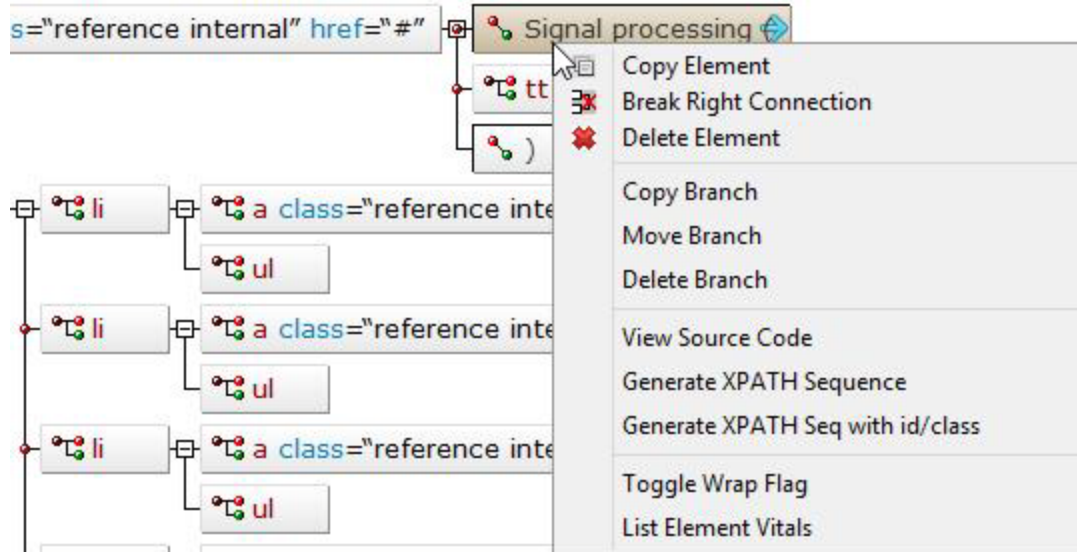 s="reference internal" href="#"
Signal processing
tt
)
Copy Element
Break Right Connection
Delete Element
Copy Branch
Move Branch
Delete Branch
View Source Code
Generate XPATH Sequence
Generate XPATH Seq with id/class
Toggle Wrap Flag
List Element Vitals
li
a class="reference inte
ul
li
a class="reference inte
ul
li
a class="reference inte
ul